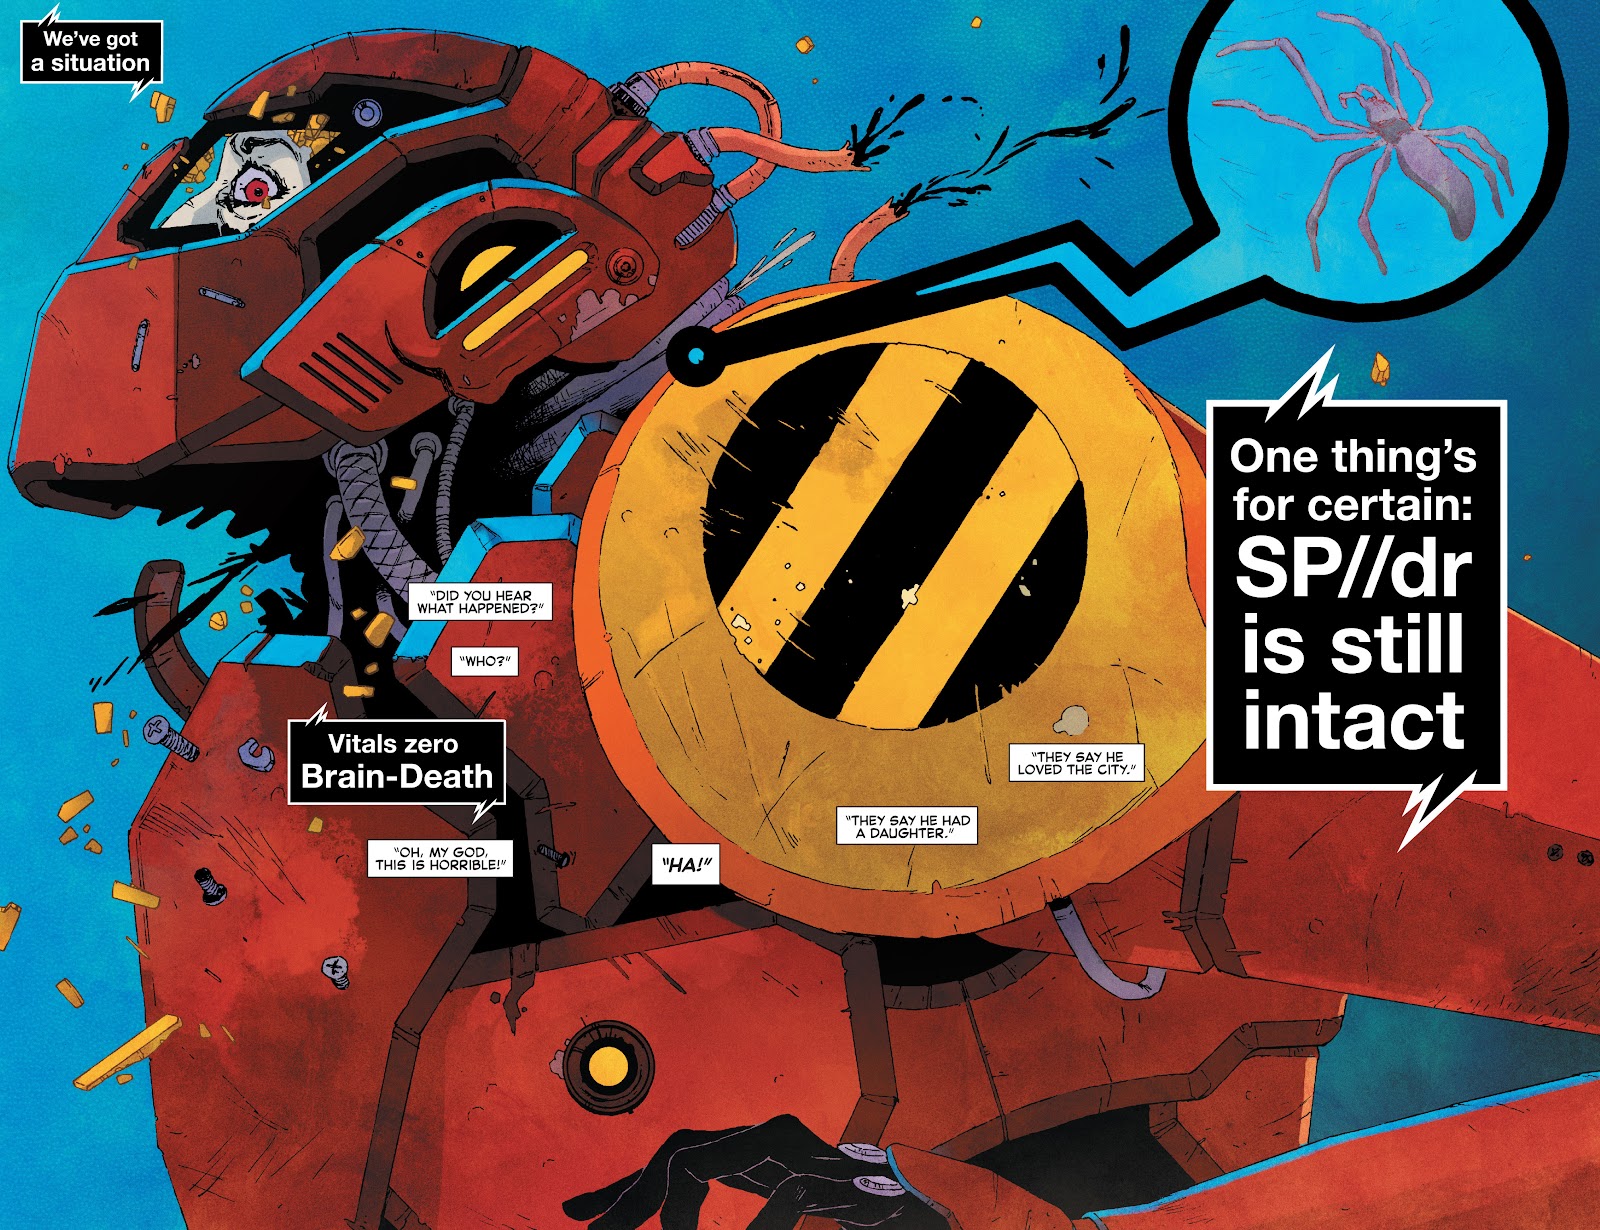 We've got
a situation
One thing's
for certain:
SP//dr
is still
intact
"DID YOU HEAR
WHAT HAPPENED?"
"WHO?"
Vitals zero
Brain-Death
"OH, MY GOD,
THIS IS HORRIBLE!"
"HA!"
"THEY SAY HE HAD
A DAUGHTER."
"THEY SAY HE
LOVED THE CITY."